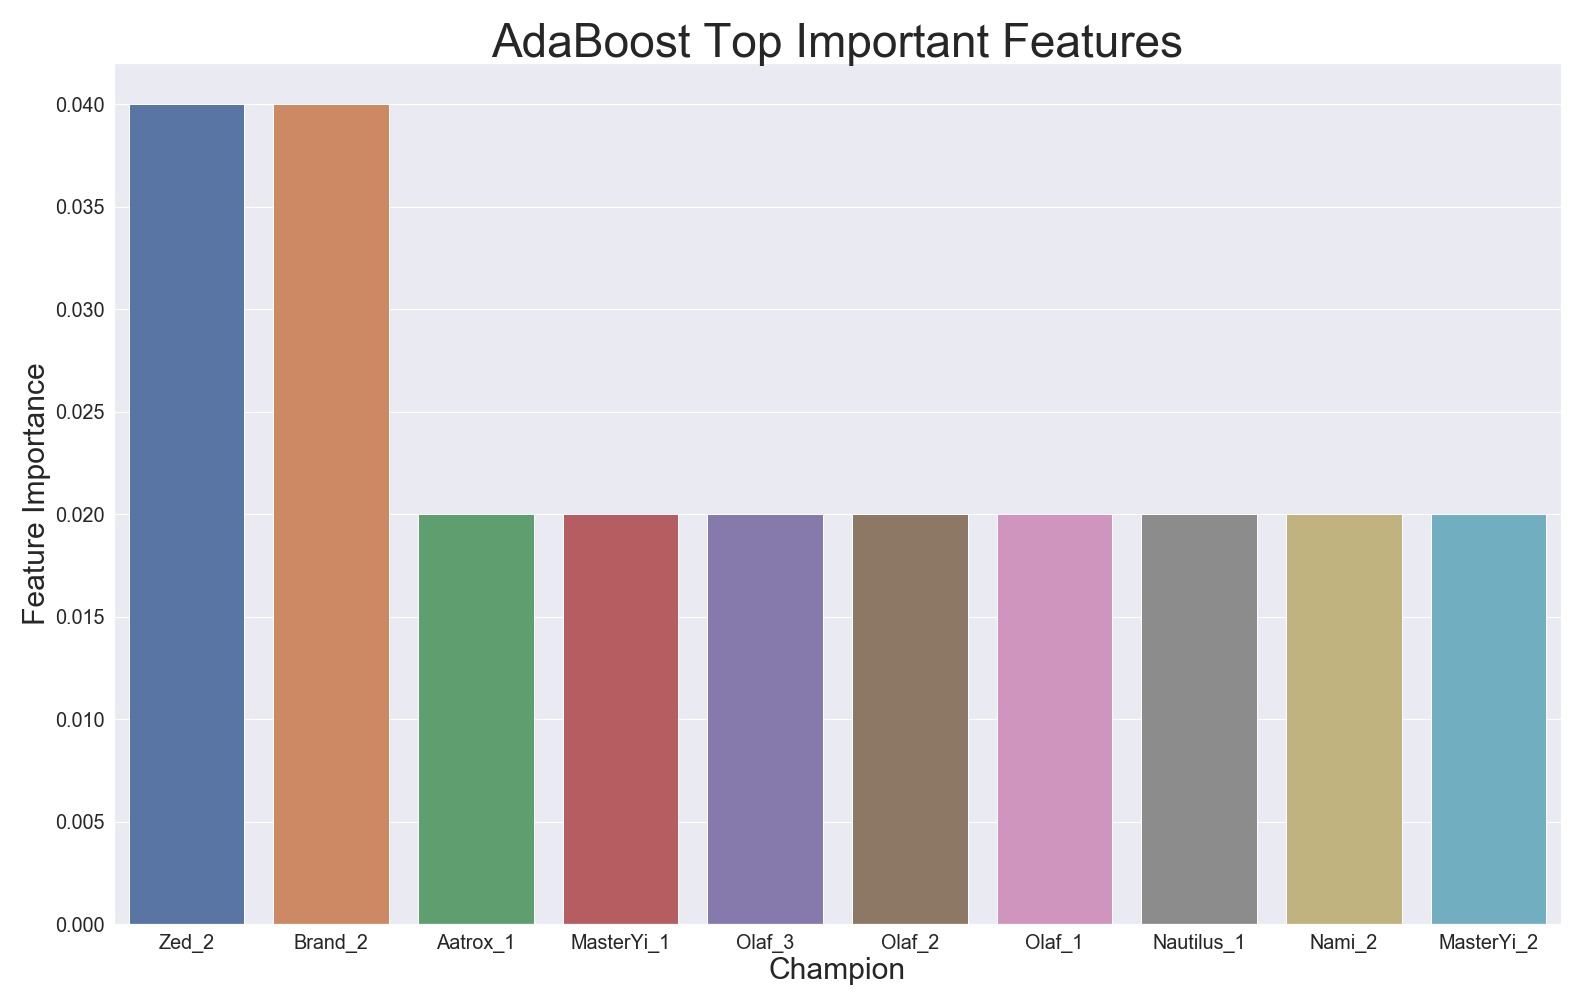 AdaBoost Top Important Features
Feature Importance
0.040
0.035
0.030
0.025
0.020
0.015
0.010
0.005
0.000
Zed_2 Brand_2 Aatrox_1 MasterYi_1 Olaf_3 Olaf_2 Olaf_1 Nautilus_1 Nami_2 MasterYi_2
Champion